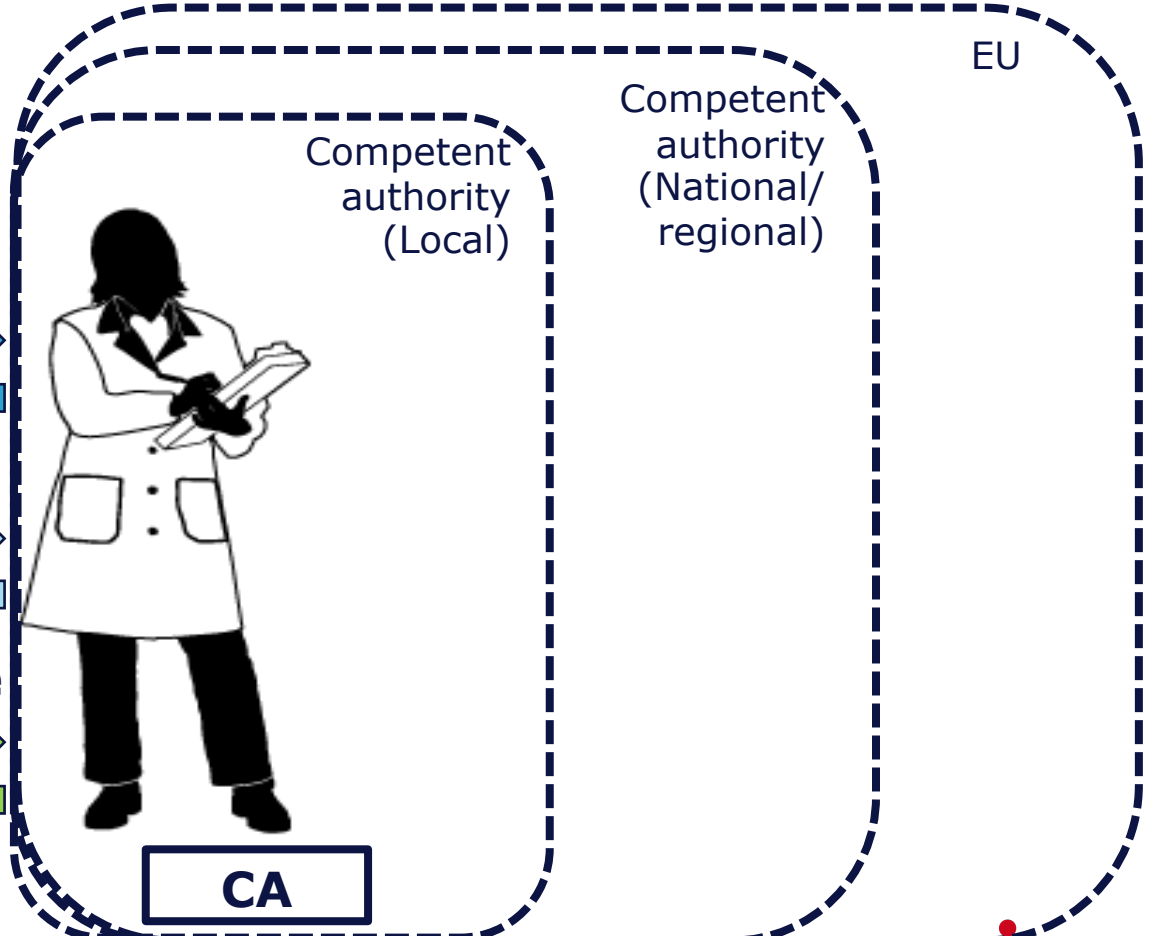 EU
Competent
authority
(National/
regional)
Competent
authority
(Local)
CA